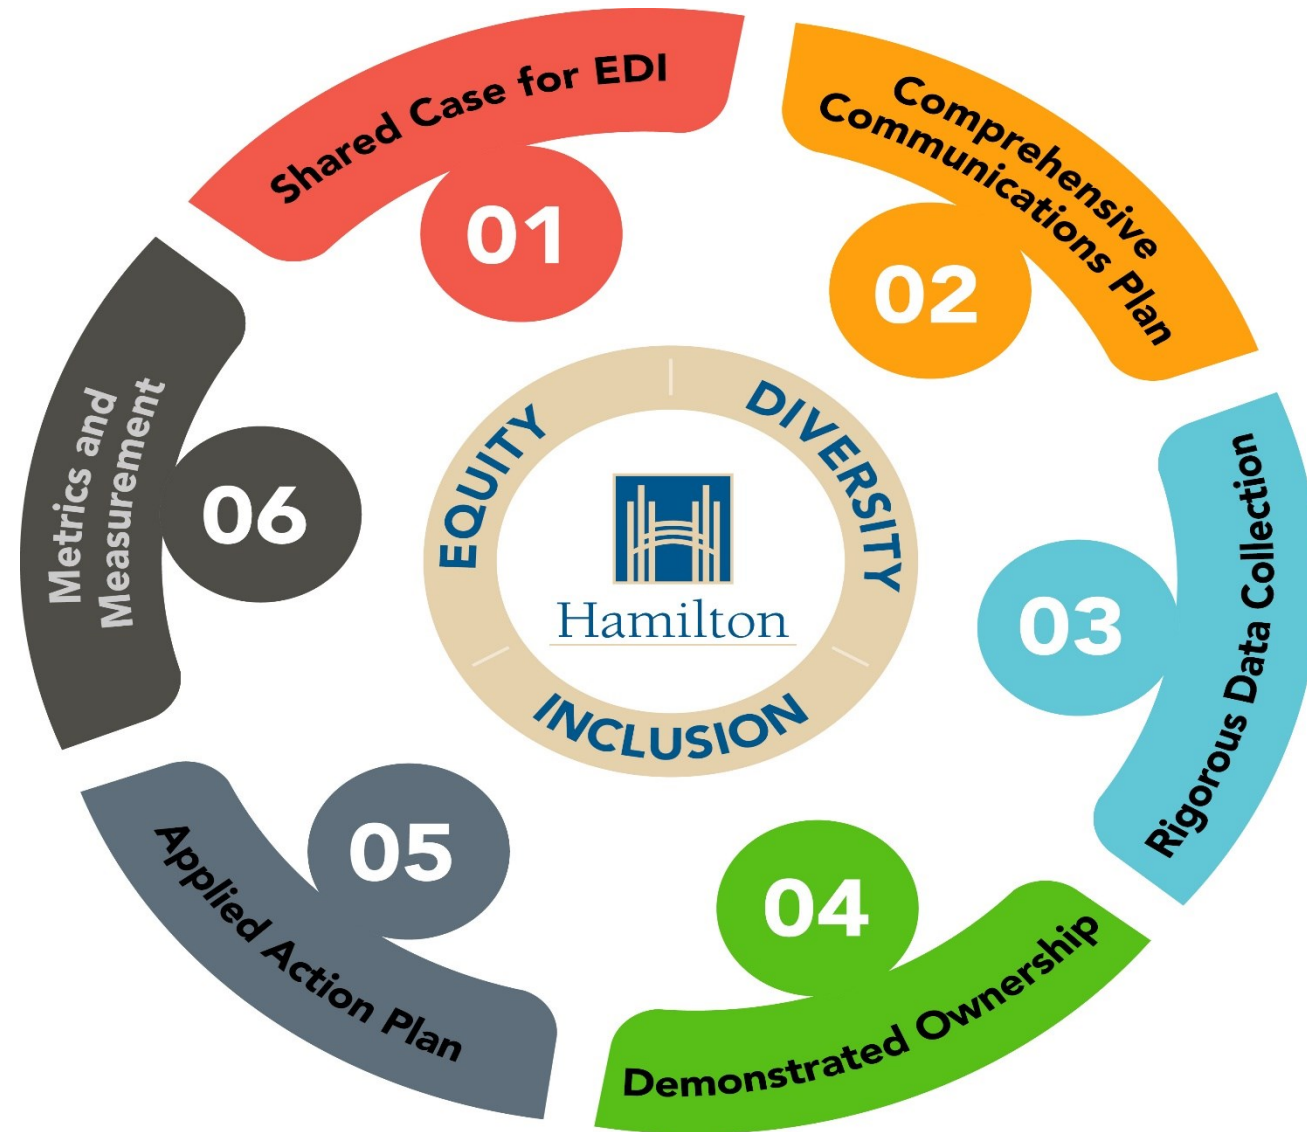 Shared Case for EDI
01
Comprehensive
Communications Plan
02
Rigorous Data Collection
03
Demonstrated Ownership
04
Applied Action Plan
05
Metrics and
Measurement
06
EQUITY
DIVERSITY
INCLUSION
Hamilton